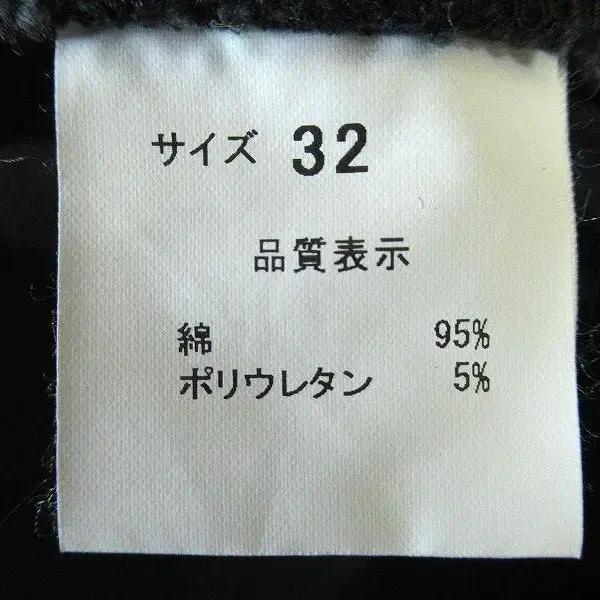 サイズ 32
品質表示
綿 95%
ポリウレタン 5%